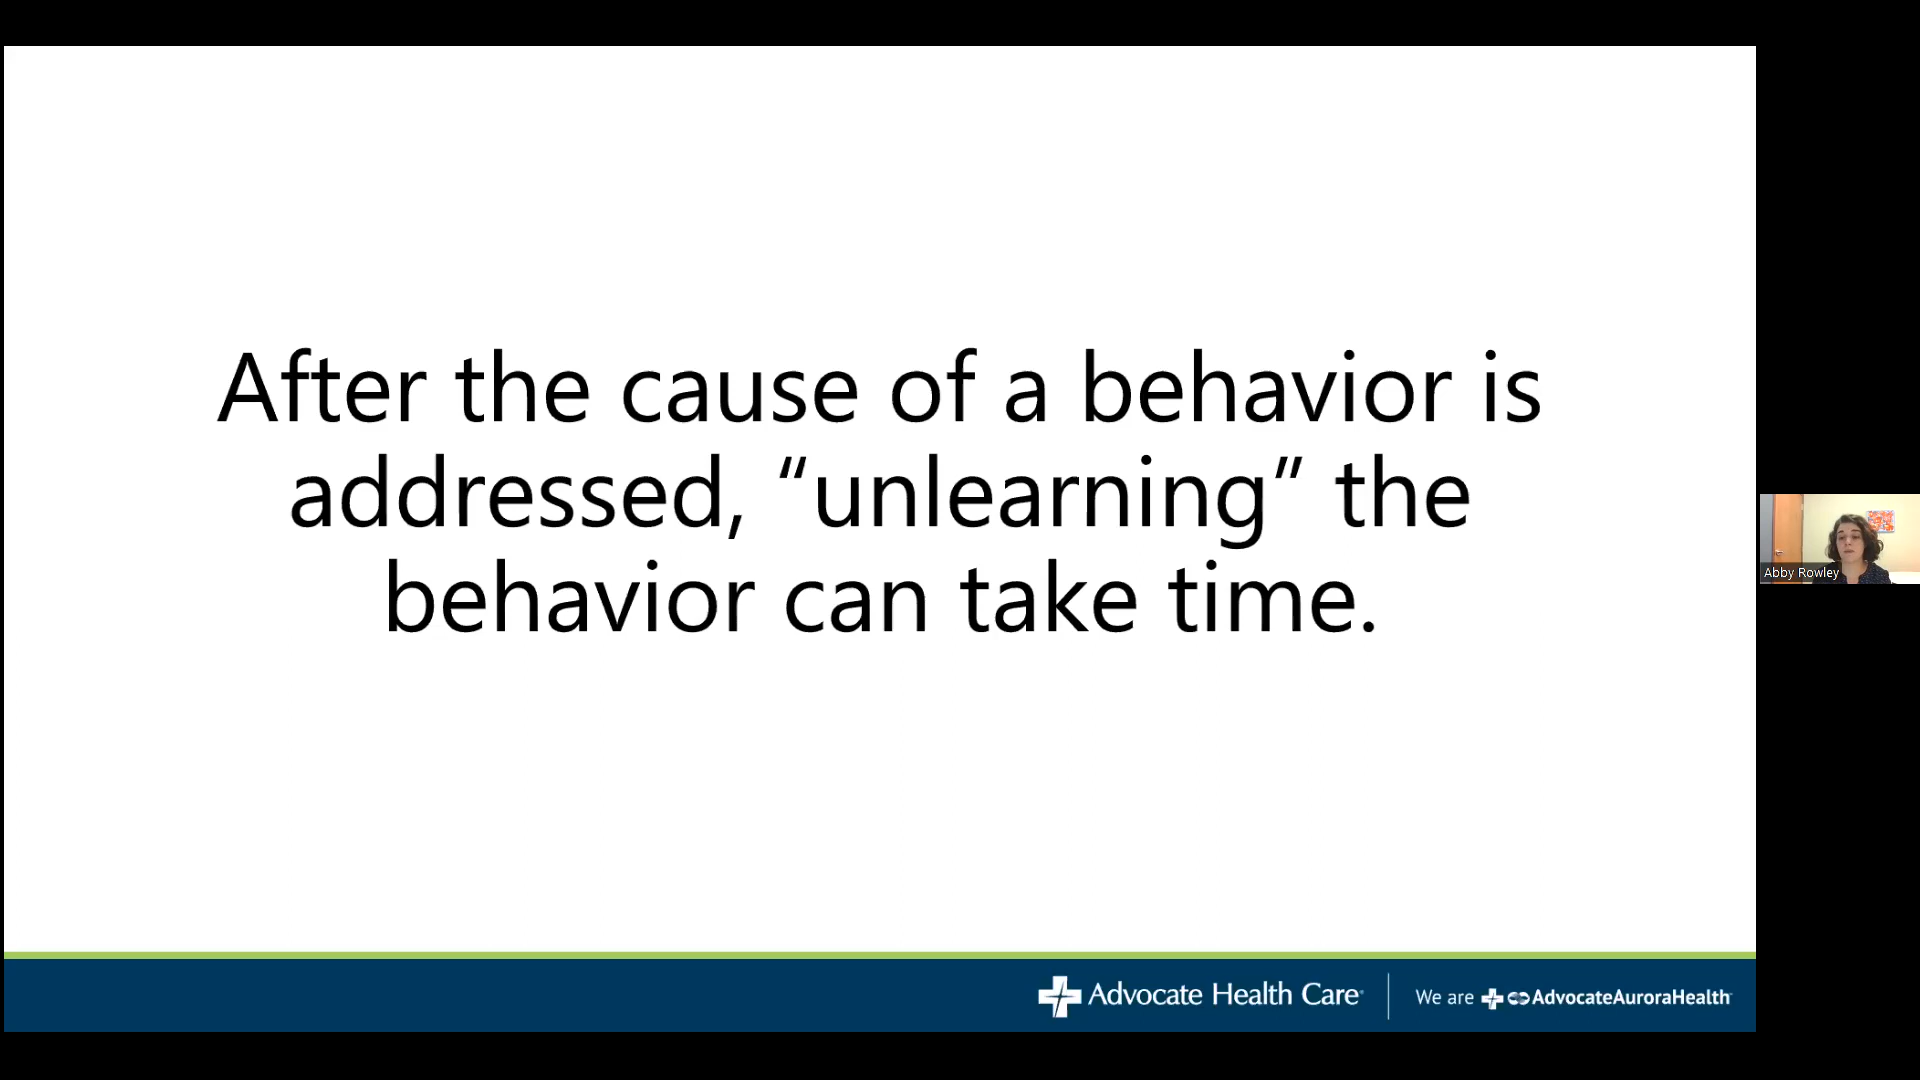 After the cause of a behavior is
addressed, “unlearning” the
behavior can take time.
Abby Rowley
Advocate Health Care®
We are AdvocateAuroraHealth